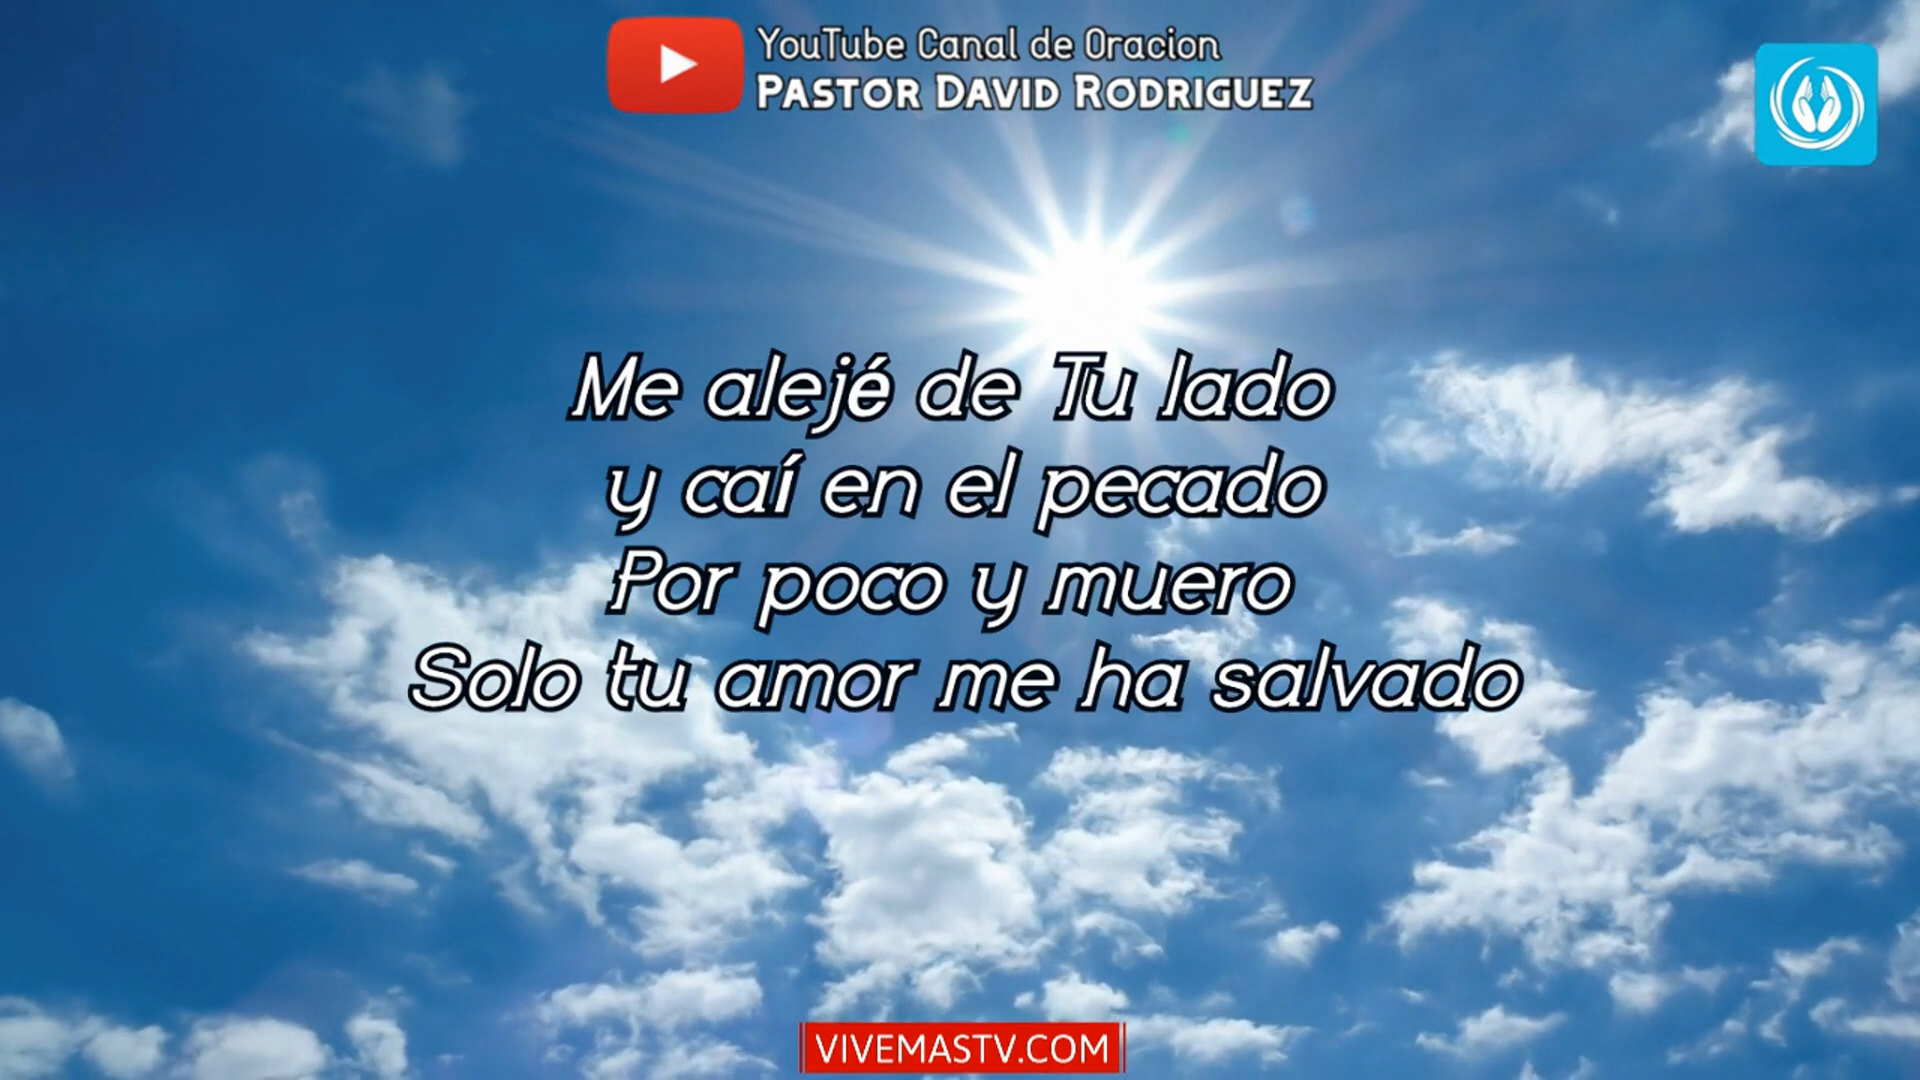 YouTube Canal de Oracion
PASTOR DAVID RODRIGUEZ
Me alejé de Tu lado
y caí en el pecado
Por poco y muero
Solo tu amor me ha salvado
VIVEMASTV.COM